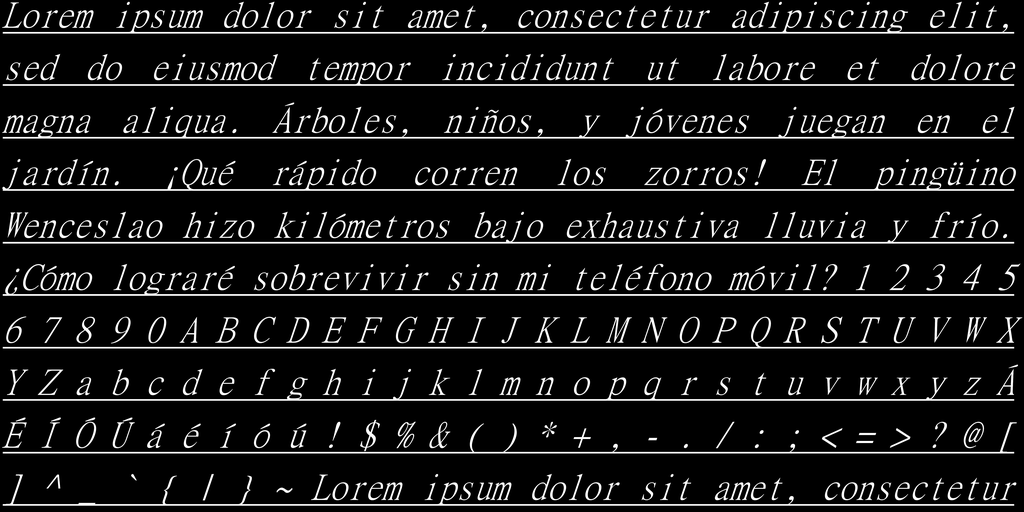 Lorem ipsum dolor sit amet, consectetur adipiscing elit,
sed do eiusmod tempor incididunt ut labore et dolore
magna aliqua. Árboles, niños, y jóvenes juegan en el
jardín. ¡Qué rápido corren los zorros! El pingüino
Wenceslao hizo kilómetros bajo exhaustiva lluvia y frío.
¿Cómo lograré sobrevivir sin mi teléfono móvil? 1 2 3 4 5
6 7 8 9 0 A B C D E F G H I J K L M N O P Q R S T U V W X
Y Z a b c d e f g h i j k l m n o p q r s t u v w x y z Á
É Í Ó Ú á é í ó ú ! $ % & ( ) * + , - . / : ; < = > ? @ [
] ^ _ ` { | } ~ Lorem ipsum dolor sit amet, consectetur